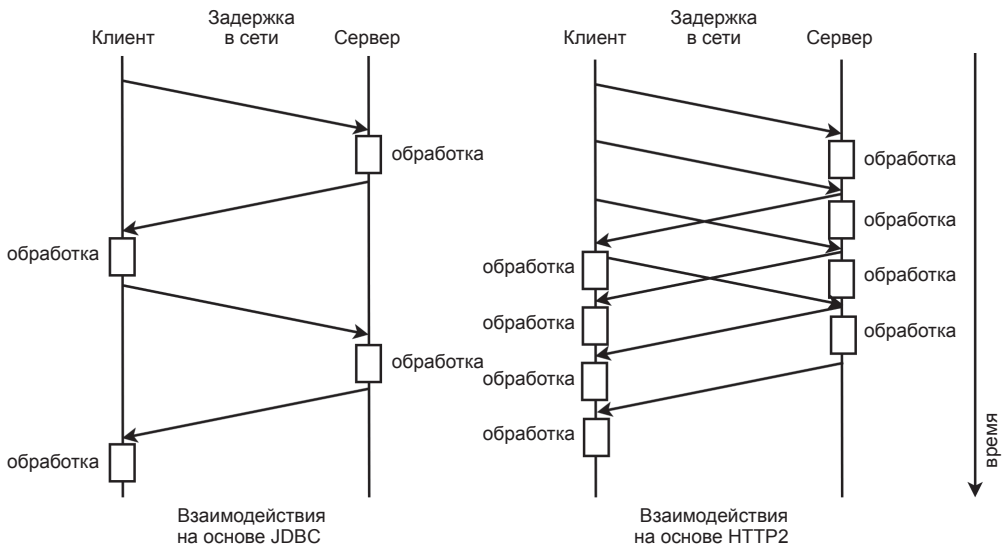 Задержка
в сети
Клиент
Сервер
обработка
обработка
обработка
обработка
Взаимодействия
на основе JDBC
Задержка
в сети
Клиент
Сервер
обработка
обработка
обработка
обработка
обработка
обработка
обработка
обработка
Взаимодействия
на основе HTTP2
время